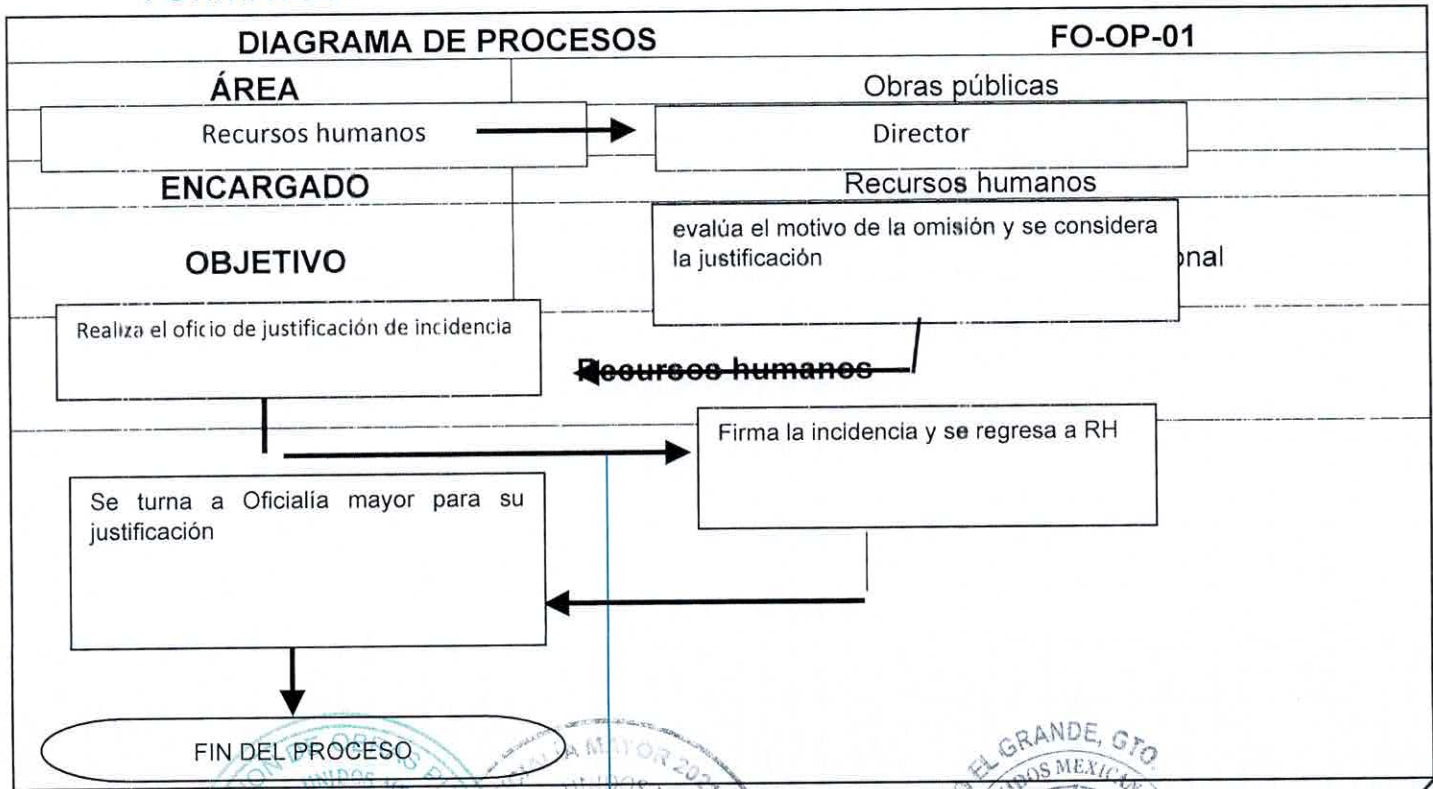 DIAGRAMA DE PROCESOS FO-OP-01
ÁREA Obras públicas
Recursos humanos Director
ENCARGADO Recursos humanos
evalúa el motivo de la omisión y se considera
la justificación
OBJETIVO onal
Realiza el oficio de justificación de incidencia
Recursos humanos
Firma la incidencia y se regresa a RH
Se turna a Oficialía mayor para su
justificación
FIN DEL PROCESO
EL GRANDE, GTO.